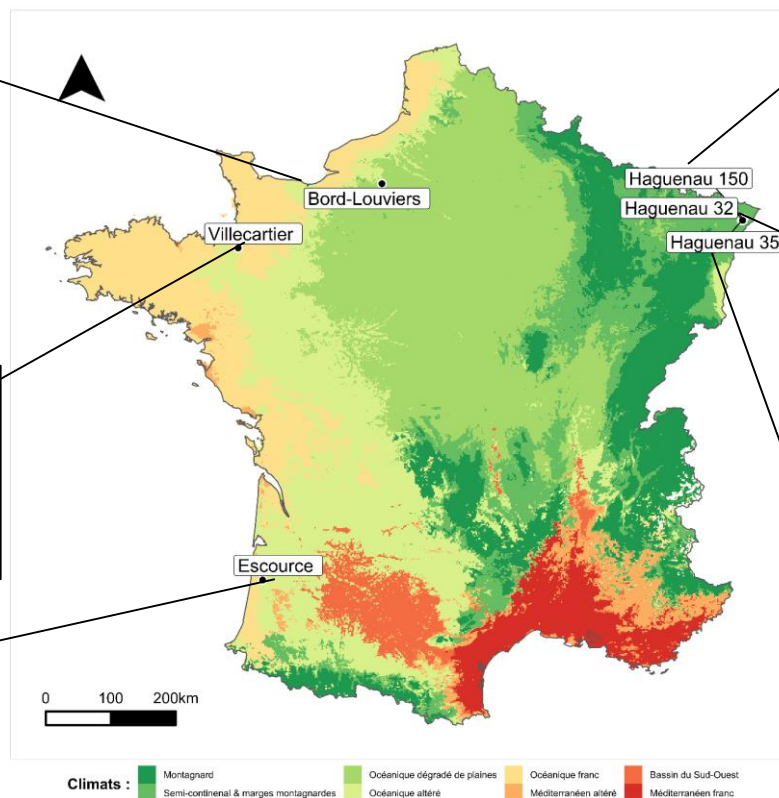 Haguenau 150
Bord-Louviers
Haguenau 32
Villecartier
Haguenau 35
Escource
0 100 200km
Climats :
Montagnard
Semi-continenal & marges montagnardes
Océanique dégradé de plaines
Océanique altéré
Océanique franc
Méditerranéen altéré
Bassin du Sud-Ouest
Méditerranéen franc